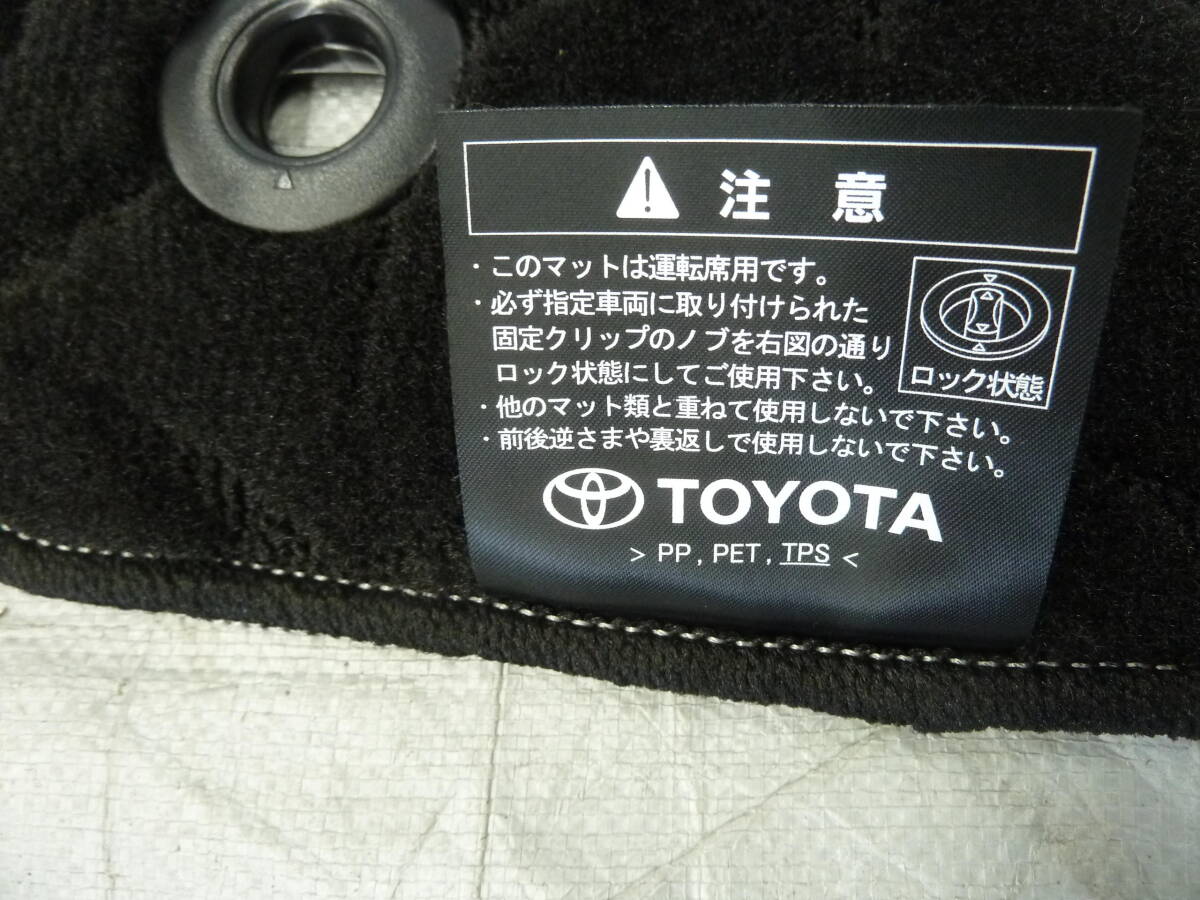 注 意
・このマットは運転席用です。
・必ず指定車両に取り付けられた
固定クリップのノブを右図の通り
ロック状態にしてご使用下さい。
ロック状態
・他のマット類と重ねて使用しないで下さい。
・前後逆さまや裏返しで使用しないで下さい。
TOYOTA
> PP , PET , TPS <